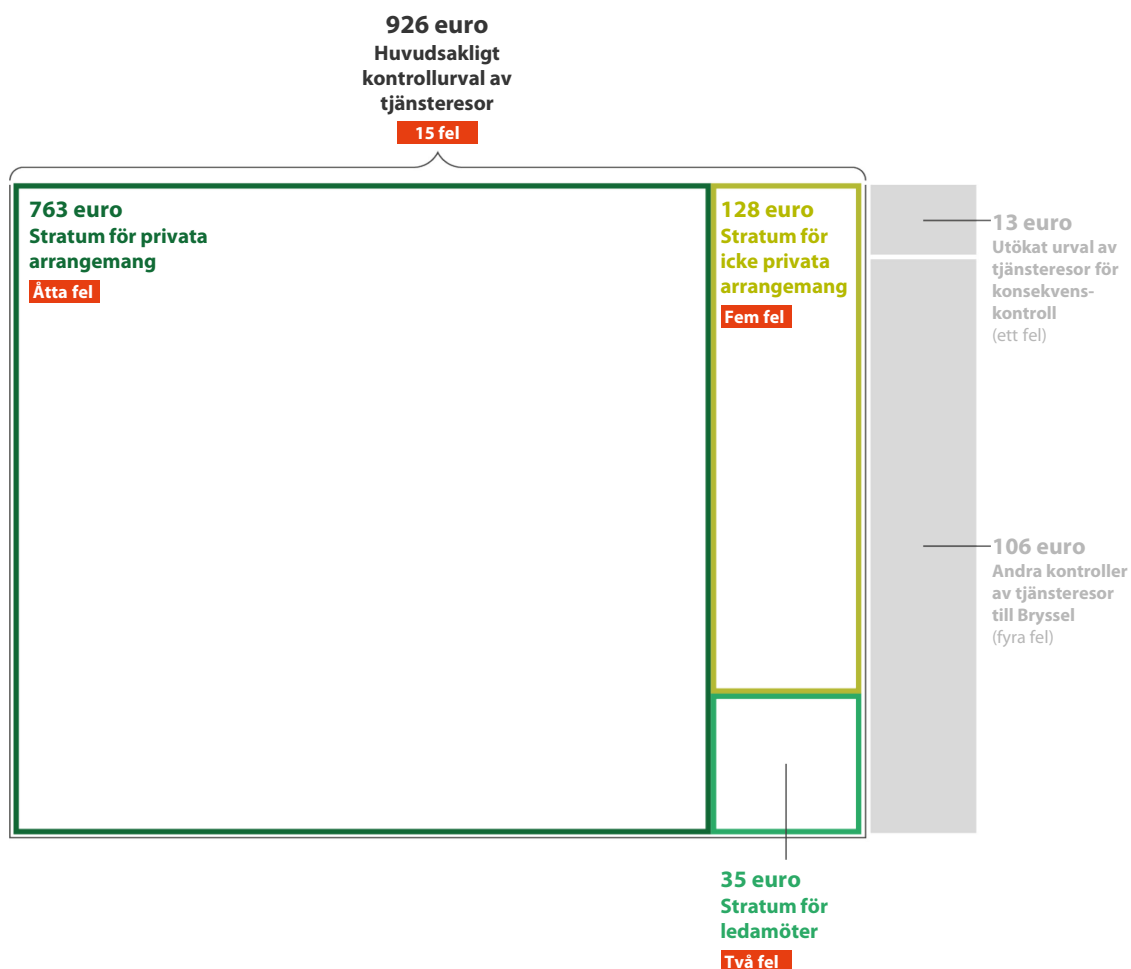 926 euro
Huvudsakligt
kontrollurval av
tjänsteresor
15 fel
763 euro
Stratum för privata
arrangemang
Åtta fel
128 euro
Stratum för
icke privata
arrangemang
Fem fel
13 euro
Utökat urval av
tjänsteresor för
konsekvens-
kontroll
(ett fel)
106 euro
Andra kontroller
av tjänsteresor
till Bryssel
(fyra fel)
35 euro
Stratum för
ledamöter
Två fel